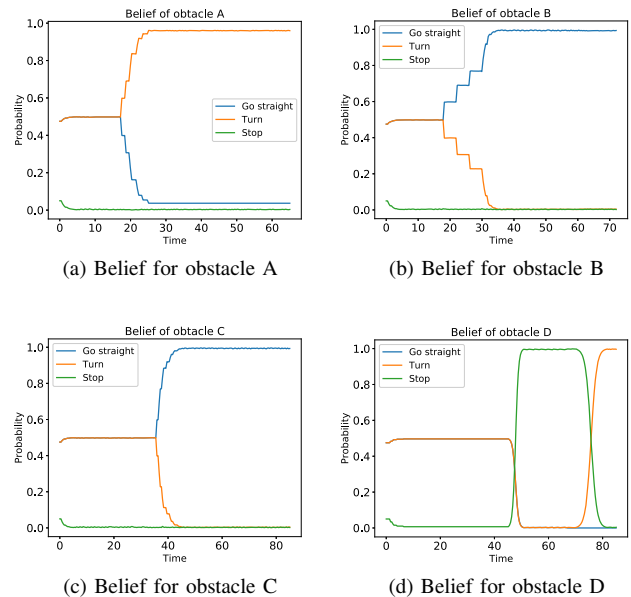 Belief of obstacle A
Probability
1.0
0.8
0.6
0.4
0.2
0.0
Go straight
Turn
Stop
0 10 20 30 40 50 60
Time
(a) Belief for obstacle A
Belief of obstacle B
Probability
1.0
0.8
0.6
0.4
0.2
0.0
Go straight
Turn
Stop
0 10 20 30 40 50 60 70
Time
(b) Belief for obstacle B
Belief of obstacle C
Probability
1.0
0.8
0.6
0.4
0.2
0.0
Go straight
Turn
Stop
0 20 40 60 80
Time
(c) Belief for obstacle C
Belief of obstacle D
Probability
1.0
0.8
0.6
0.4
0.2
0.0
Go straight
Turn
Stop
0 20 40 60 80
Time
(d) Belief for obstacle D